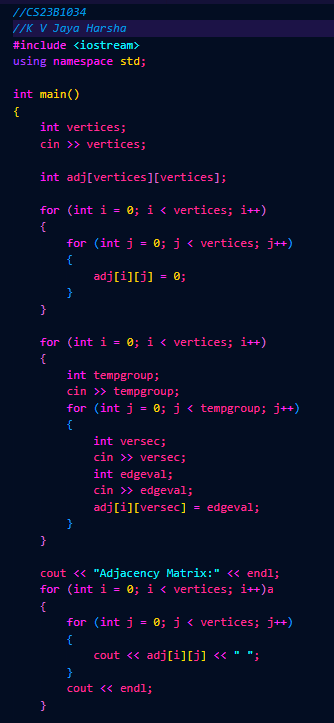 //CS23B1034
//K V Jaya Harsha
#include <iostream>
using namespace std;

int main()
{
    int vertices;
    cin >> vertices;

    int adj[vertices][vertices];

    for (int i = 0; i < vertices; i++)
    {
        for (int j = 0; j < vertices; j++)
        {
            adj[i][j] = 0;
        }
    }

    for (int i = 0; i < vertices; i++)
    {
        int tempgroup;
        cin >> tempgroup;
        for (int j = 0; j < tempgroup; j++)
        {
            int versec;
            cin >> versec;
            int edgeval;
            cin >> edgeval;
            adj[i][versec] = edgeval;
        }
    }

    cout << "Adjacency Matrix:" << endl;
    for (int i = 0; i < vertices; i++)a
    {
        for (int j = 0; j < vertices; j++)
        {
            cout << adj[i][j] << " ";
        }
        cout << endl;
    }